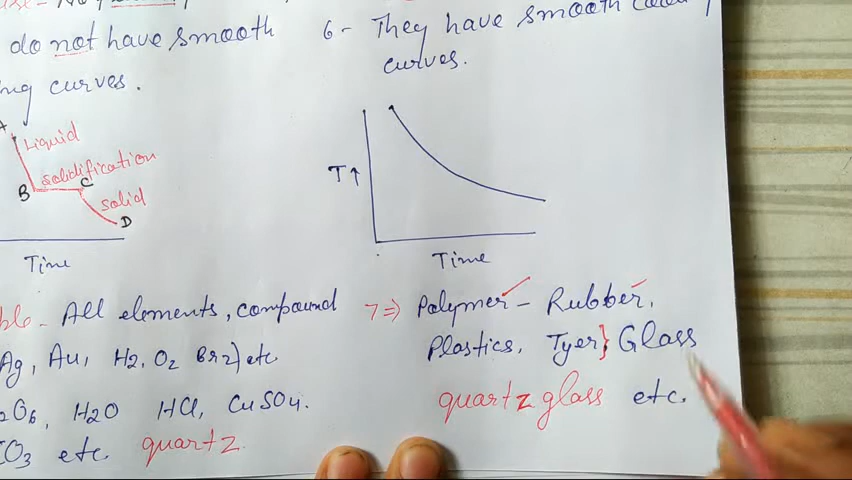 do not have smooth
curves.
A
Liquid
solidification
B
C
solid
D
Time
All elements, compound
Ag, Au, H2, O2 Br2) etc
H2O HCl, CuSO4.
etc. quartz
6- They have smooth
curves.
T↑
Time
7=> Polymer - Rubber,
Plastics, Tyer} Glass
quartz glass etc.